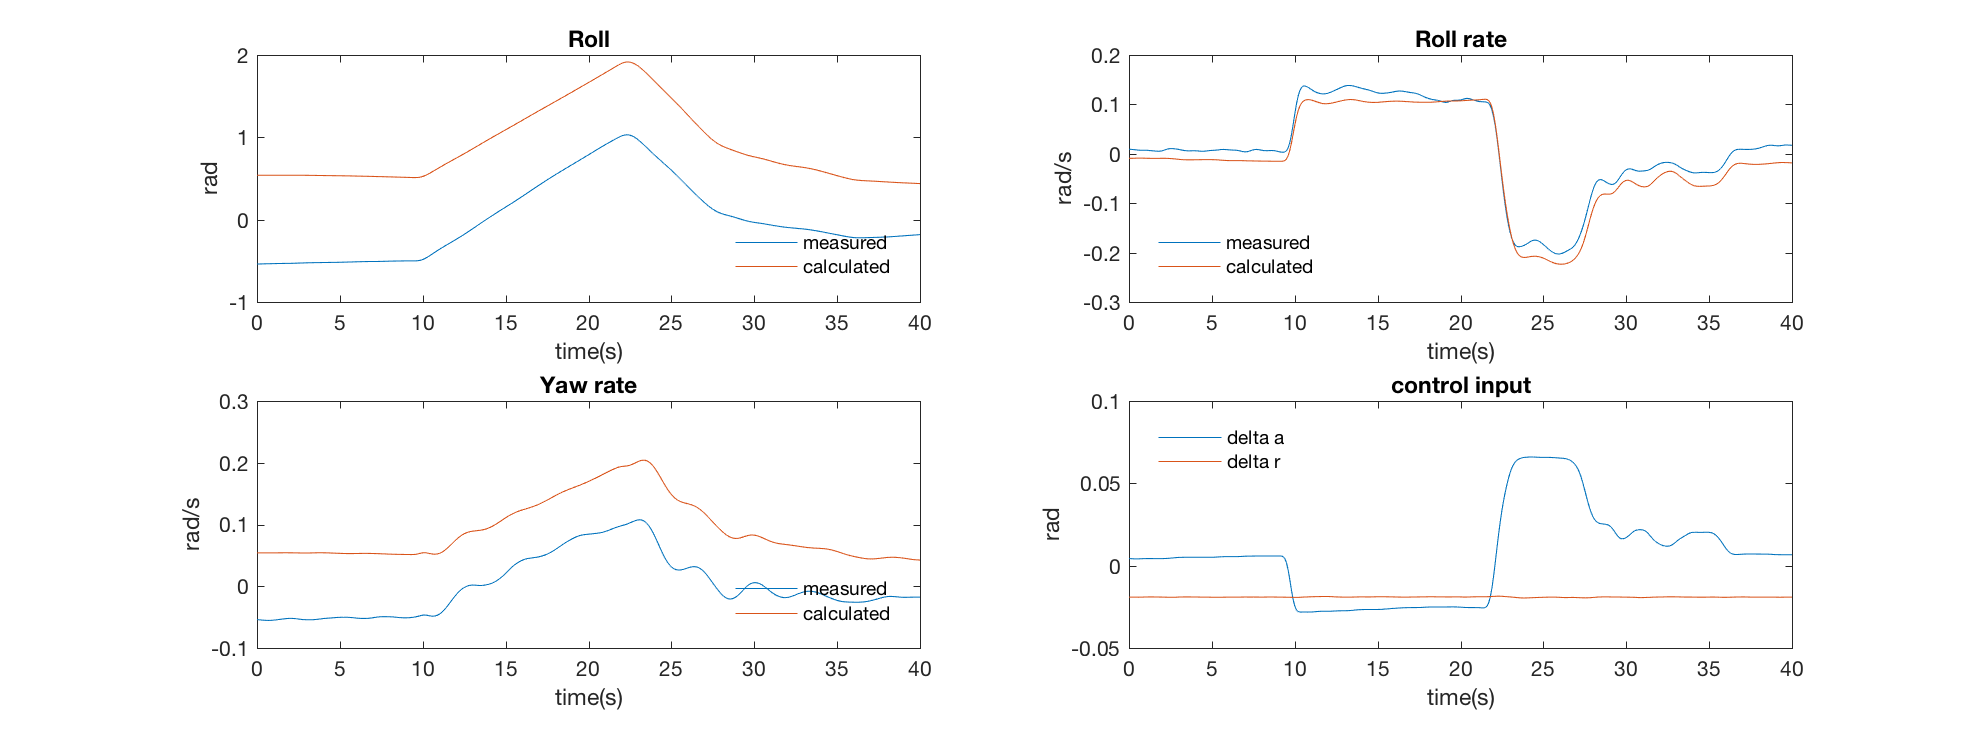 Roll
2
1
0
-1
rad
measured
calculated
0 5 10 15 20 25 30 35 40
time(s)
Roll rate
0.2
0.1
0
-0.1
-0.2
-0.3
rad/s
measured
calculated
0 5 10 15 20 25 30 35 40
time(s)
Yaw rate
0.3
0.2
0.1
0
-0.1
rad/s
measured
calculated
0 5 10 15 20 25 30 35 40
time(s)
control input
0.1
0.05
0
-0.05
rad
delta a
delta r
0 5 10 15 20 25 30 35 40
time(s)